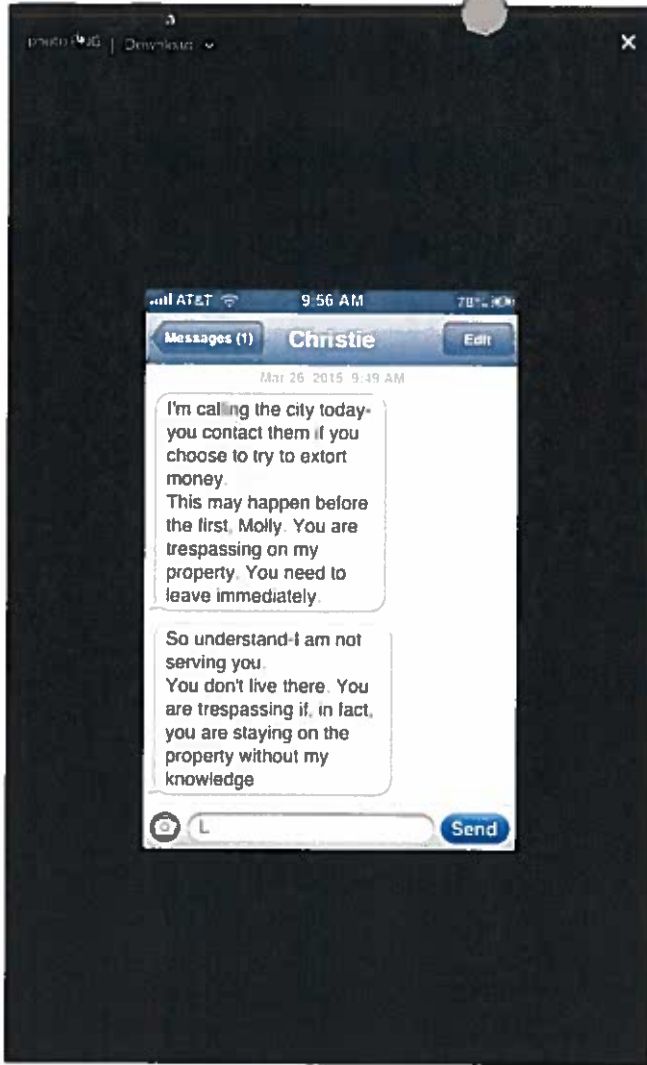 Download
AT&T 9:56 AM 78%
Messages (1) Christie Edit
Mar 26, 2015 9:49 AM
I'm calling the city today-
you contact them if you
choose to try to extort
money.
This may happen before
the first, Molly. You are
trespassing on my
property. You need to
leave immediately.
So understand-I am not
serving you.
You don't live there. You
are trespassing if, in fact,
you are staying on the
property without my
knowledge
L Send